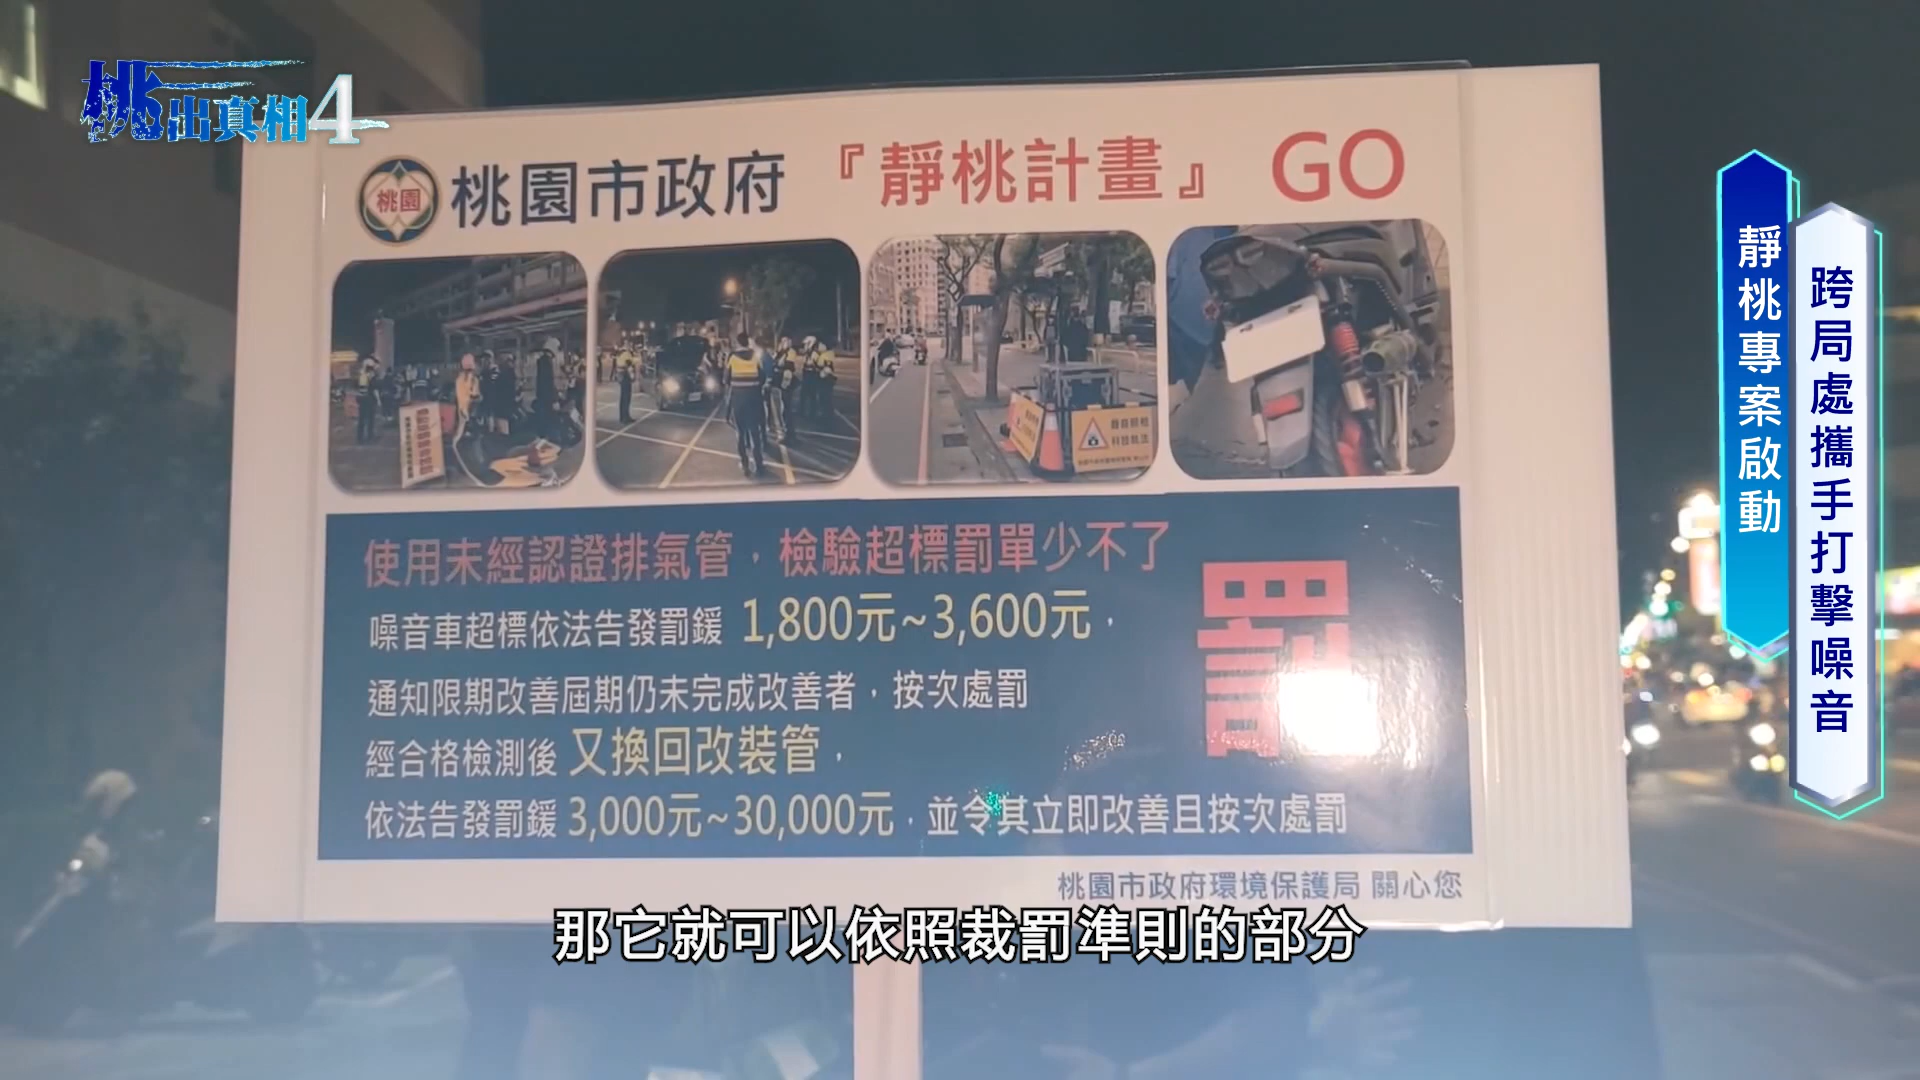 桃出真相4
桃園 桃園市政府『靜桃計畫』 GO
使用未經認證排氣管，檢驗超標罰單少不了
噪音車超標依法告發罰鍰 1,800元~3,600元，
通知限期改善屆期仍未完成改善者，按次處罰
經合格檢測後 又換回改裝管，
依法告發罰鍰 3,000元~30,000元，並令其立即改善且按次處罰
罰
桃園市政府環境保護局 關心您
靜桃專案啟動
跨局處攜手打擊噪音
那它就可以依照裁罰準則的部分